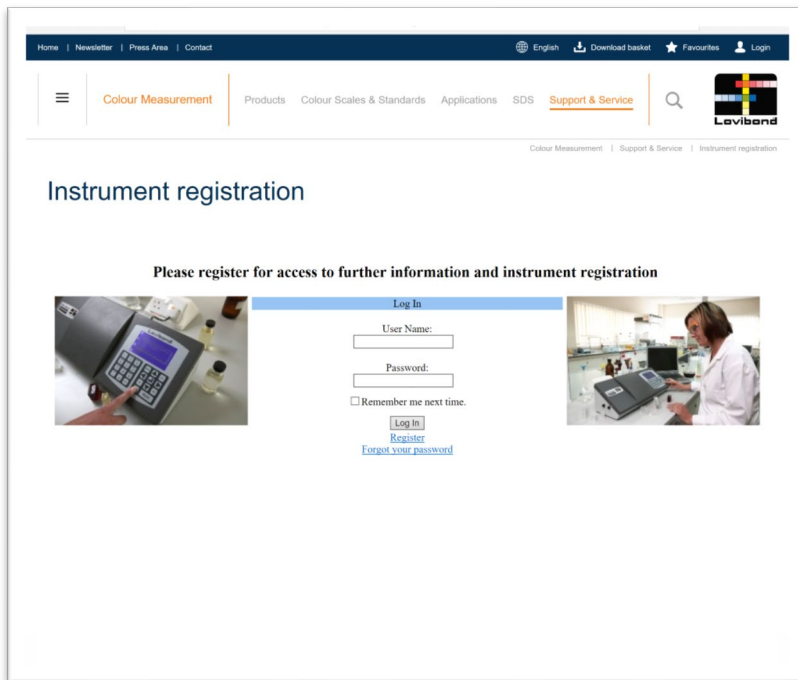 Home | Newsletter | Press Area | Contact
English Download basket Favourites Login
Colour Measurement Products Colour Scales & Standards Applications SDS Support & Service
Lovibond
Colour Measurement | Support & Service | Instrument registration
Instrument registration
Please register for access to further information and instrument registration
Log In
User Name:
Password:
Remember me next time.
Log In
Register
Forgot your password